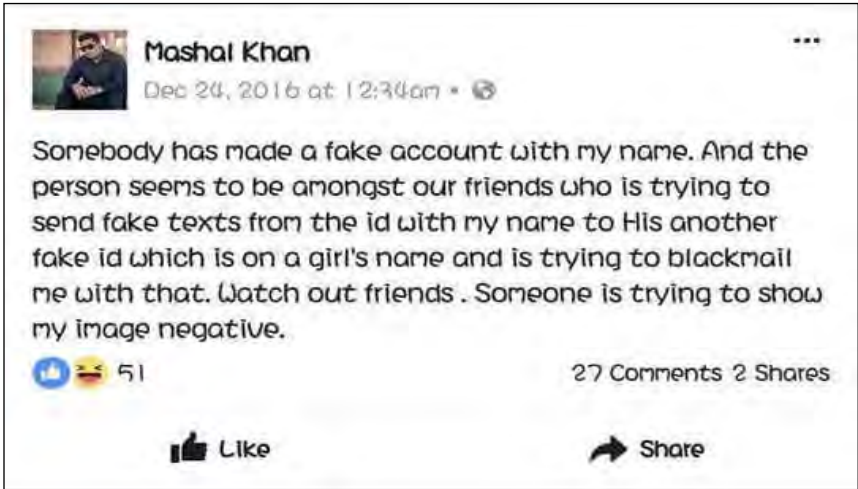 Mashal Khan
Dec 24, 2016 at 12:34am
Somebody has made a fake account with my name. And the
person seems to be amongst our friends who is trying to
send fake texts from the id with my name to His another
fake id which is on a girl's name and is trying to blackmail
me with that. Watch out friends . Someone is trying to show
my image negative.
51 27 Comments 2 Shares
Like Share